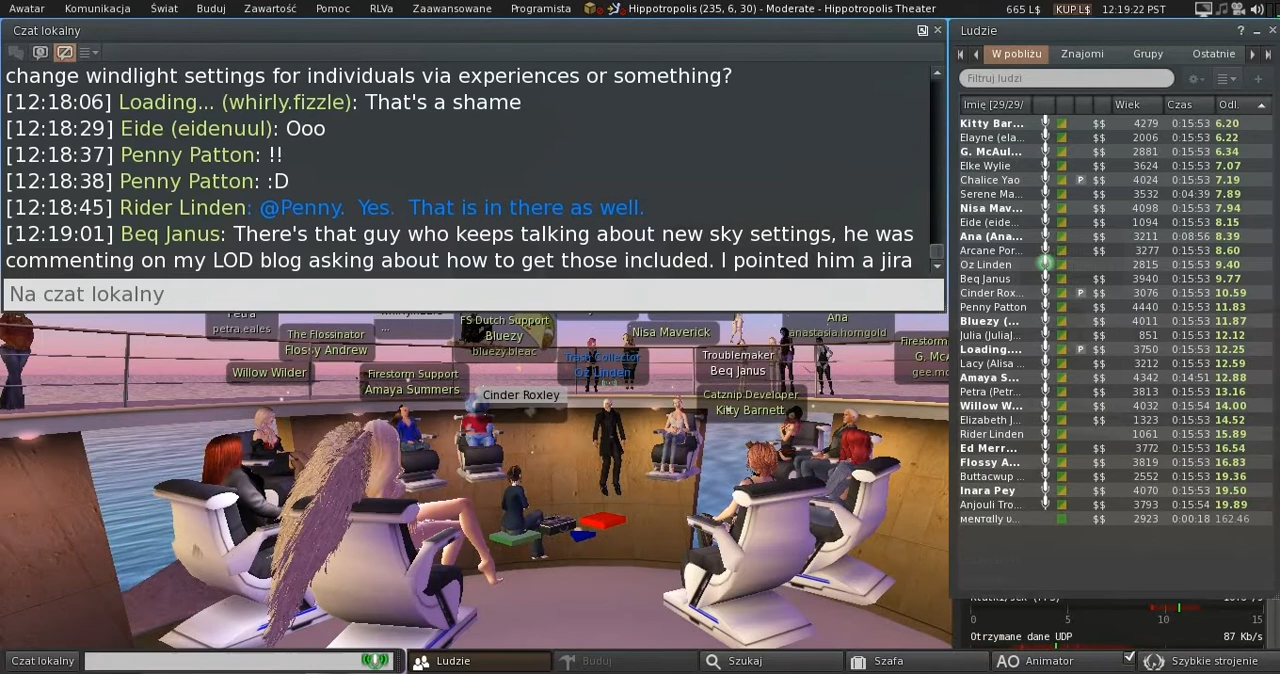 Awatar Komunikacja Świat Buduj Zawartość Pomoc RLVa Zaawansowane Programista Hippotropolis (235, 6, 30) - Moderate - Hippotropolis Theater 665 L$ KUP L$ 12:19:22 PST
Czat lokalny
change windlight settings for individuals via experiences or something?
[12:18:06] Loading... (whirly.fizzle): That's a shame
[12:18:29] Eide (eidenuul): Ooo
[12:18:37] Penny Patton: !!
[12:18:38] Penny Patton: :D
[12:18:45] Rider Linden: @Penny. Yes. That is in there as well.
[12:19:01] Beq Janus: There's that guy who keeps talking about new sky settings, he was
commenting on my LOD blog asking about how to get those included. I pointed him a jira
Na czat lokalny
Ludzie
W pobliżu Znajomi Grupy Ostatnie
Filtruj ludzi
Imię [29/29/ Wiek Czas Odl.
Kitty Bar... $$ 4279 0:15:53 6.20
Elayne (ela... $$ 2006 0:15:53 6.22
G. McAul... $$ 2881 0:15:53 6.34
Elke Wylie $$ 3624 0:15:53 7.07
Chalice Yao P $$ 4024 0:15:53 7.19
Serene Ma... $$ 3532 0:04:39 7.89
Nisa Mav... $$ 4098 0:15:53 7.94
Eide (eide... $$ 1094 0:15:53 8.15
Ana (Ana... $$ 3211 0:08:56 8.39
Arcane Por... $$ 3277 0:15:53 8.60
Oz Linden 2815 0:15:53 9.40
Beq Janus $$ 3940 0:15:53 9.77
Cinder Rox... P $$ 3076 0:15:53 10.59
Penny Patton $$ 4440 0:15:53 11.83
Bluezy (... $$ 4011 0:15:53 11.87
Julia (Julia)... $$ 851 0:15:53 12.12
Loading.... P $$ 3750 0:15:53 12.25
Lacy (Alisa ... $$ 3212 0:15:53 12.59
Amaya S... $$ 4342 0:14:51 12.88
Petra (Petr... $$ 3813 0:15:53 13.16
Willow W... $$ 4032 0:15:54 14.00
Elizabeth J... $$ 1323 0:15:53 14.52
Rider Linden 1061 0:15:53 15.89
Ed Merr... $$ 3772 0:15:53 16.54
Flossy A... $$ 3819 0:15:53 16.83
Buttacwup ... $$ 2552 0:15:53 19.36
Inara Pey $$ 4070 0:15:53 19.50
Anjouli Tro... $$ 3793 0:15:54 19.89
$$ 2923 0:00:18 162.46
Petra
petra.eales
The Flossinator
Flossy Andrew
Willow Wilder
...
Firestorm Support
Amaya Summers
FS Dutch Support
Bluezy
bluezy.bleac
Cinder Roxley
Trash Collector
Oz Linden
Nisa Maverick
Troublemaker
Beq Janus
Catznip Developer
Kitty Barnett
Ana
anastasia.horngold
Firestorm
G. McA
gee.mc
0 5 10 15
Otrzymane dane UDP 87 Kb/s
Czat lokalny Ludzie Buduj Szukaj Szafa AO Animator Szybkie strojenie